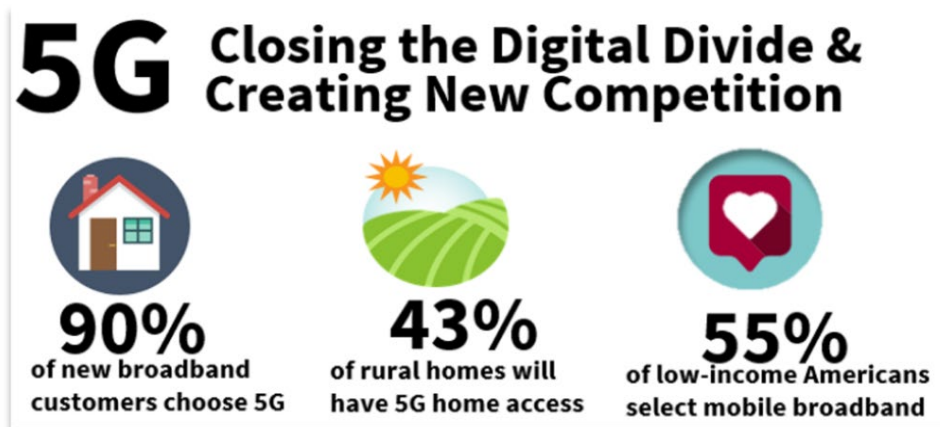 5G Closing the Digital Divide &
Creating New Competition
90%
of new broadband
customers choose 5G
43%
of rural homes will
have 5G home access
55%
of low-income Americans
select mobile broadband